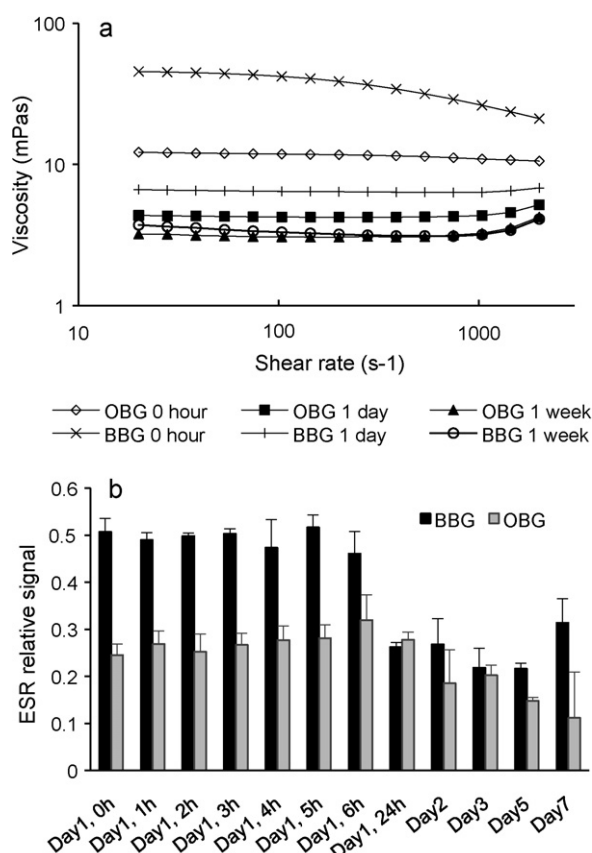 100
a
10
1
Viscosity (mPas)
10 100 1000
Shear rate (s-1)
OBG 0 hour OBG 1 day OBG 1 week
BBG 0 hour BBG 1 day BBG 1 week
b
0.6
0.5
0.4
0.3
0.2
0.1
0
ESR relative signal
BBG OBG
Day1, 0h
Day1, 1h
Day1, 2h
Day1, 3h
Day1, 4h
Day1, 5h
Day1, 6h
Day1, 24h
Day2
Day3
Day5
Day7